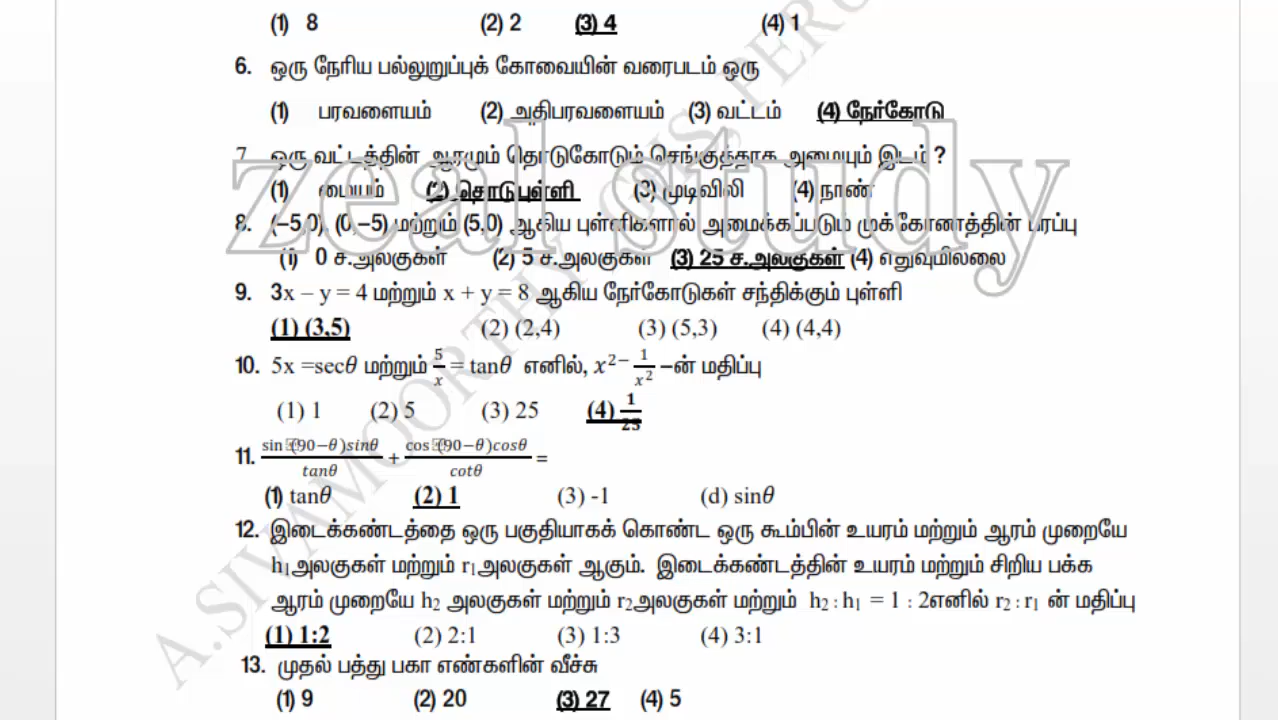 (1) 8 (2) 2 (3) 4 (4) 1
6. ஒரு நேரிய பல்லுறுப்புக் கோவையின் வரைபடம் ஒரு
(1) பரவளையம் (2) அதிபரவளையம் (3) வட்டம் (4) நேர்கோடு
7. ஒரு வட்டத்தின் ஆரமும் தொடுகோடும் செங்குத்தாக அமையும் இடம் ?
(1) மையம் (2) தொடுபுள்ளி (3) முடிவிலி (4) நாண்
zeal study
8. (−5,0), (0,−5) மற்றும் (5,0) ஆகிய புள்ளிகளால் அமைக்கப்படும் முக்கோணத்தின் பரப்பு
(1) 0 ச.அலகுகள் (2) 5 ச.அலகுகள் (3) 25 ச.அலகுகள் (4) எதுவுமில்லை
9. 3x – y = 4 மற்றும் x + y = 8 ஆகிய நேர்கோடுகள் சந்திக்கும் புள்ளி
(1) (3,5) (2) (2,4) (3) (5,3) (4) (4,4)
10. 5x =secθ மற்றும் 5/x = tanθ எனில், x²− 1/x² –ன் மதிப்பு
(1) 1 (2) 5 (3) 25 (4) 1/25
11. sin (90−θ)sinθ/tanθ + cos (90−θ)cosθ/cotθ =
(1) tanθ (2) 1 (3) -1 (d) sinθ
12. இடைக்கண்டத்தை ஒரு பகுதியாகக் கொண்ட ஒரு கூம்பின் உயரம் மற்றும் ஆரம் முறையே
h₁அலகுகள் மற்றும் r₁அலகுகள் ஆகும். இடைக்கண்டத்தின் உயரம் மற்றும் சிறிய பக்க
ஆரம் முறையே h₂ அலகுகள் மற்றும் r₂அலகுகள் மற்றும் h₂ : h₁ = 1 : 2எனில் r₂ : r₁ ன் மதிப்பு
(1) 1:2 (2) 2:1 (3) 1:3 (4) 3:1
13. முதல் பத்து பகா எண்களின் வீச்சு
(1) 9 (2) 20 (3) 27 (4) 5